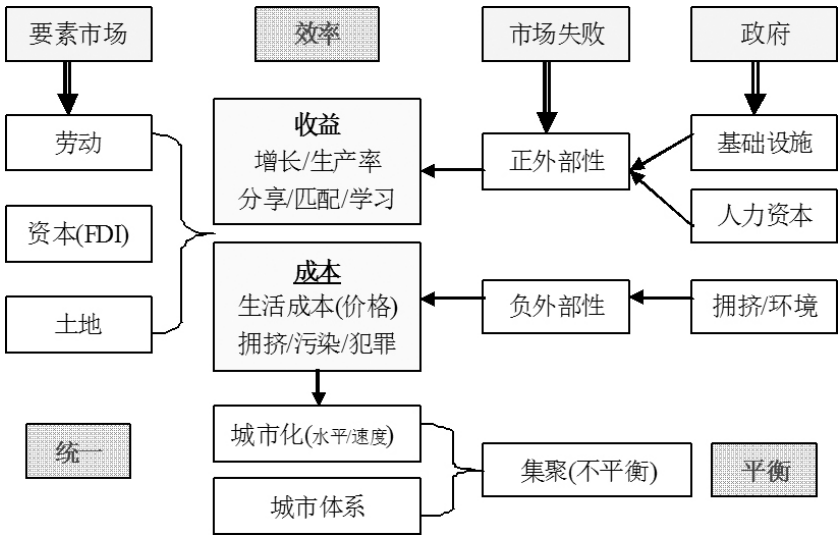 要素市场
效率
市场失败
政府
劳动
收益
增长/生产率
分享/匹配/学习
正外部性
基础设施
人力资本
资本(FDI)
成本
生活成本(价格)
拥挤/污染/犯罪
负外部性
拥挤/环境
土地
城市化(水平/速度)
统一
集聚(不平衡)
平衡
城市体系